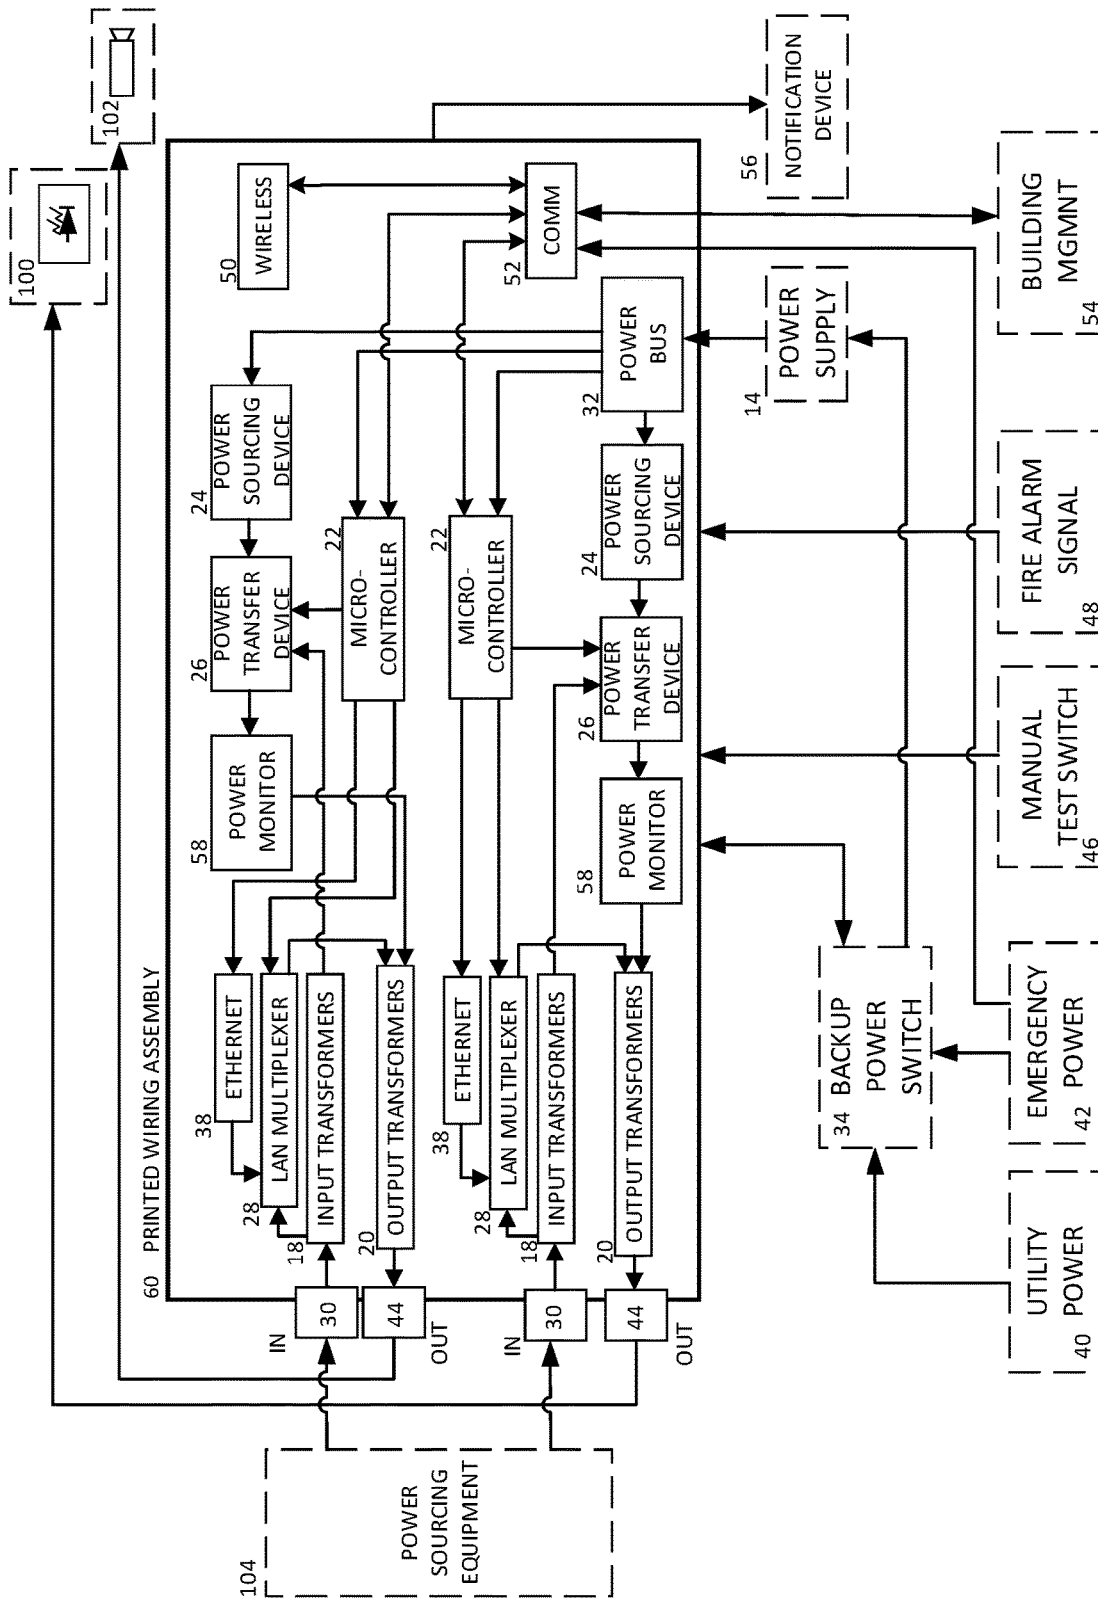 102
100
60 PRINTED WIRING ASSEMBLY
50
WIRELESS
52
COMM
56
NOTIFICATION
DEVICE
24
POWER
SOURCING
DEVICE
26
POWER
TRANSFER
DEVICE
58
POWER
MONITOR
22
MICRO-
CONTROLLER
38
ETHERNET
28
LAN MULTIPLEXER
18
INPUT TRANSFORMERS
20
OUTPUT TRANSFORMERS
IN
30
44
OUT
22
MICRO-
CONTROLLER
32
POWER
BUS
24
POWER
SOURCING
DEVICE
26
POWER
TRANSFER
DEVICE
58
POWER
MONITOR
38
ETHERNET
28
LAN MULTIPLEXER
18
INPUT TRANSFORMERS
20
OUTPUT TRANSFORMERS
IN
30
44
OUT
104
POWER
SOURCING
EQUIPMENT
14
POWER
SUPPLY
34 BACKUP
POWER
SWITCH
40
UTILITY
POWER
42
EMERGENCY
POWER
46
MANUAL
TEST SWITCH
48
FIRE ALARM
SIGNAL
54
BUILDING
MGMNT